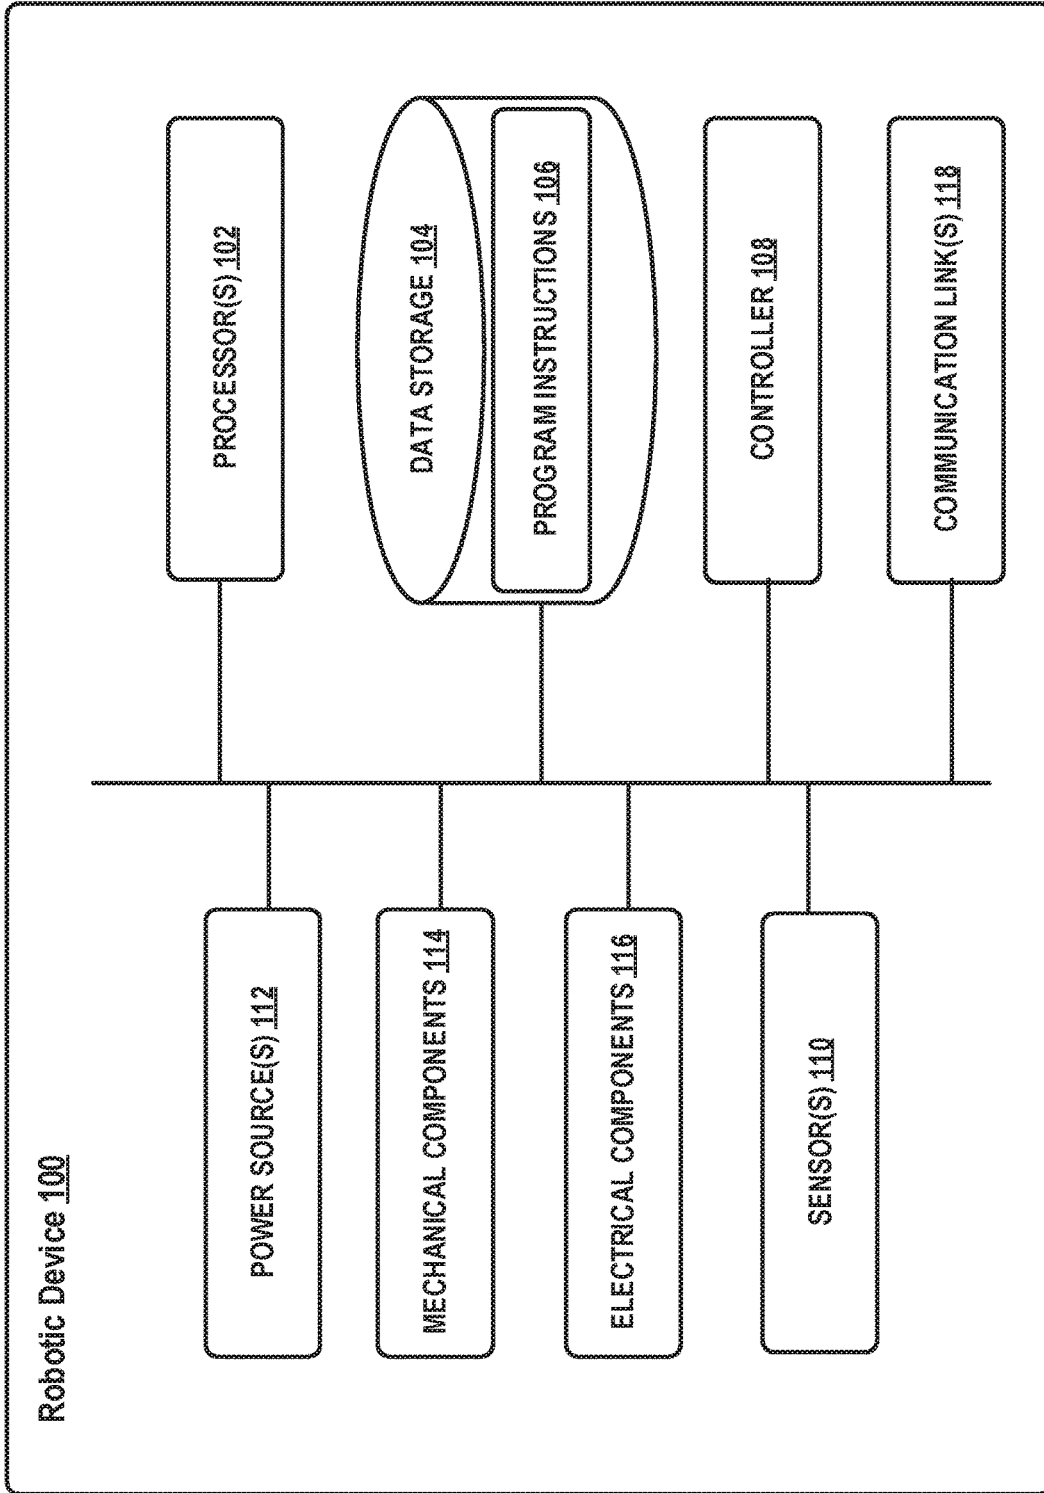 Robotic Device 100
PROCESSOR(S) 102
DATA STORAGE 104
PROGRAM INSTRUCTIONS 106
CONTROLLER 108
COMMUNICATION LINK(S) 118
POWER SOURCE(S) 112
MECHANICAL COMPONENTS 114
ELECTRICAL COMPONENTS 116
SENSOR(S) 110